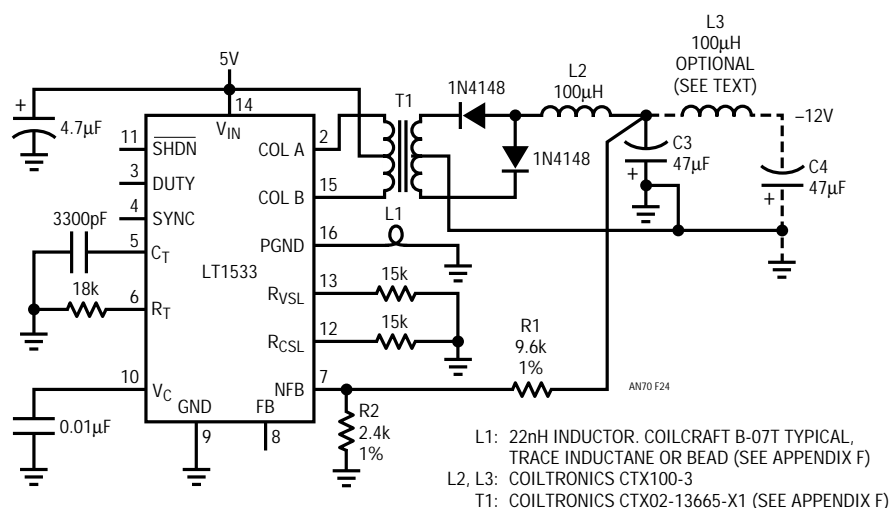 L3
100µH
OPTIONAL
(SEE TEXT)
5V
1N4148
L2
100µH
T1
–12V
+
4.7µF
14
VIN
11
SHDN
COL A
2
1N4148
C3
47µF
+
C4
47µF
+
3
DUTY
4
SYNC
COL B
15
3300pF
L1
5
CT
PGND
16
LT1533
18k
6
RT
RVSL
13
15k
RCSL
12
15k
R1
9.6k
1%
10
VC
NFB
7
AN70 F24
0.01µF
GND
FB
9
8
R2
2.4k
1%
L1: 22nH INDUCTOR. COILCRAFT B-07T TYPICAL,
TRACE INDUCTANE OR BEAD (SEE APPENDIX F)
L2, L3: COILTRONICS CTX100-3
T1: COILTRONICS CTX02-13665-X1 (SEE APPENDIX F)